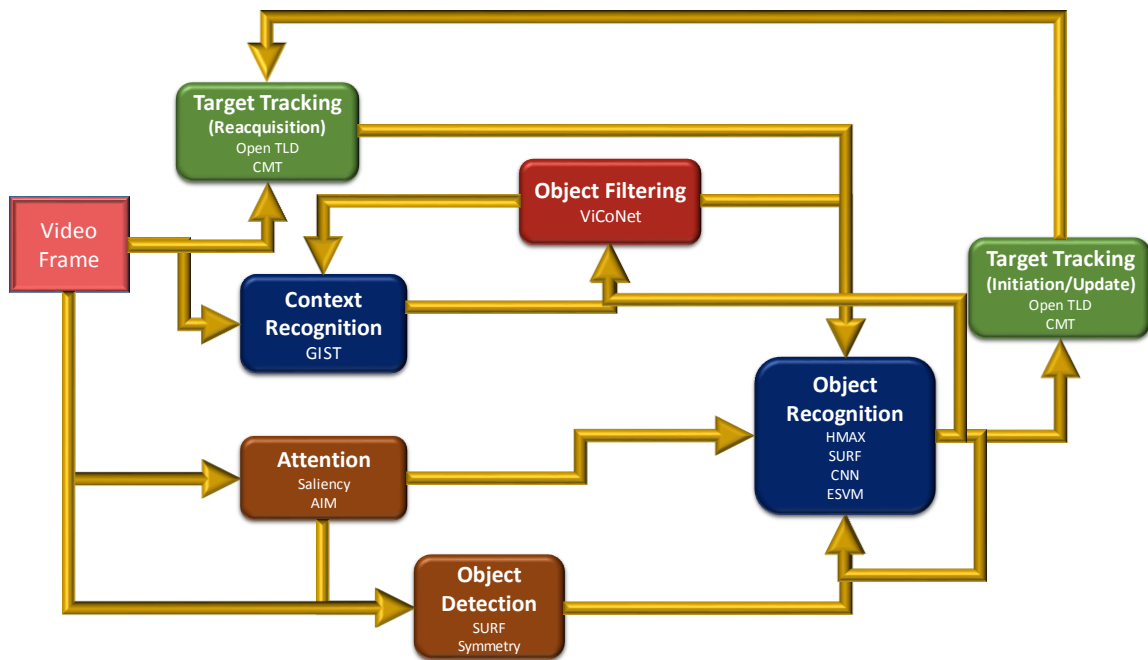 Target Tracking
(Reacquisition)
Open TLD
CMT
Object Filtering
ViCoNet
Video
Frame
Target Tracking
(Initiation/Update)
Open TLD
CMT
Context
Recognition
GIST
Object
Recognition
HMAX
SURF
CNN
ESVM
Attention
Saliency
AIM
Object
Detection
SURF
Symmetry